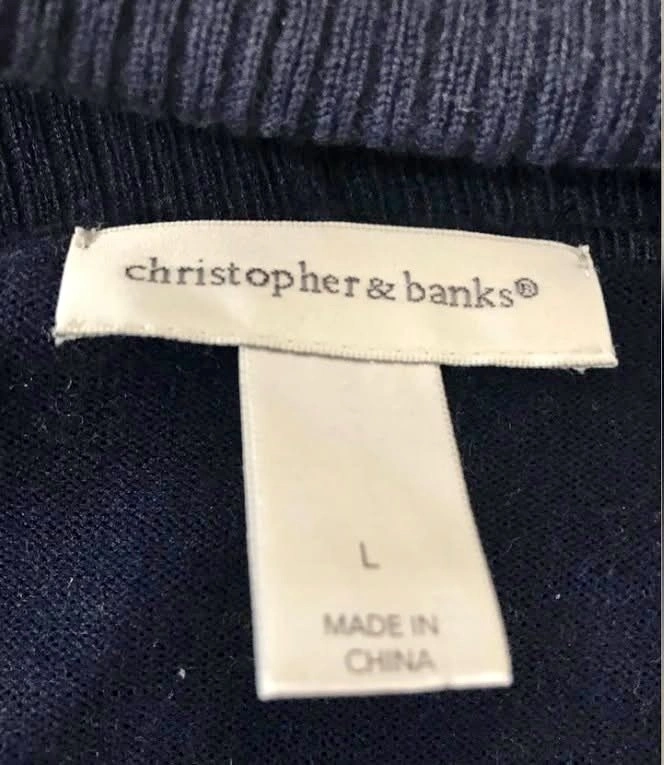 christopher & banks®
L
MADE IN
CHINA